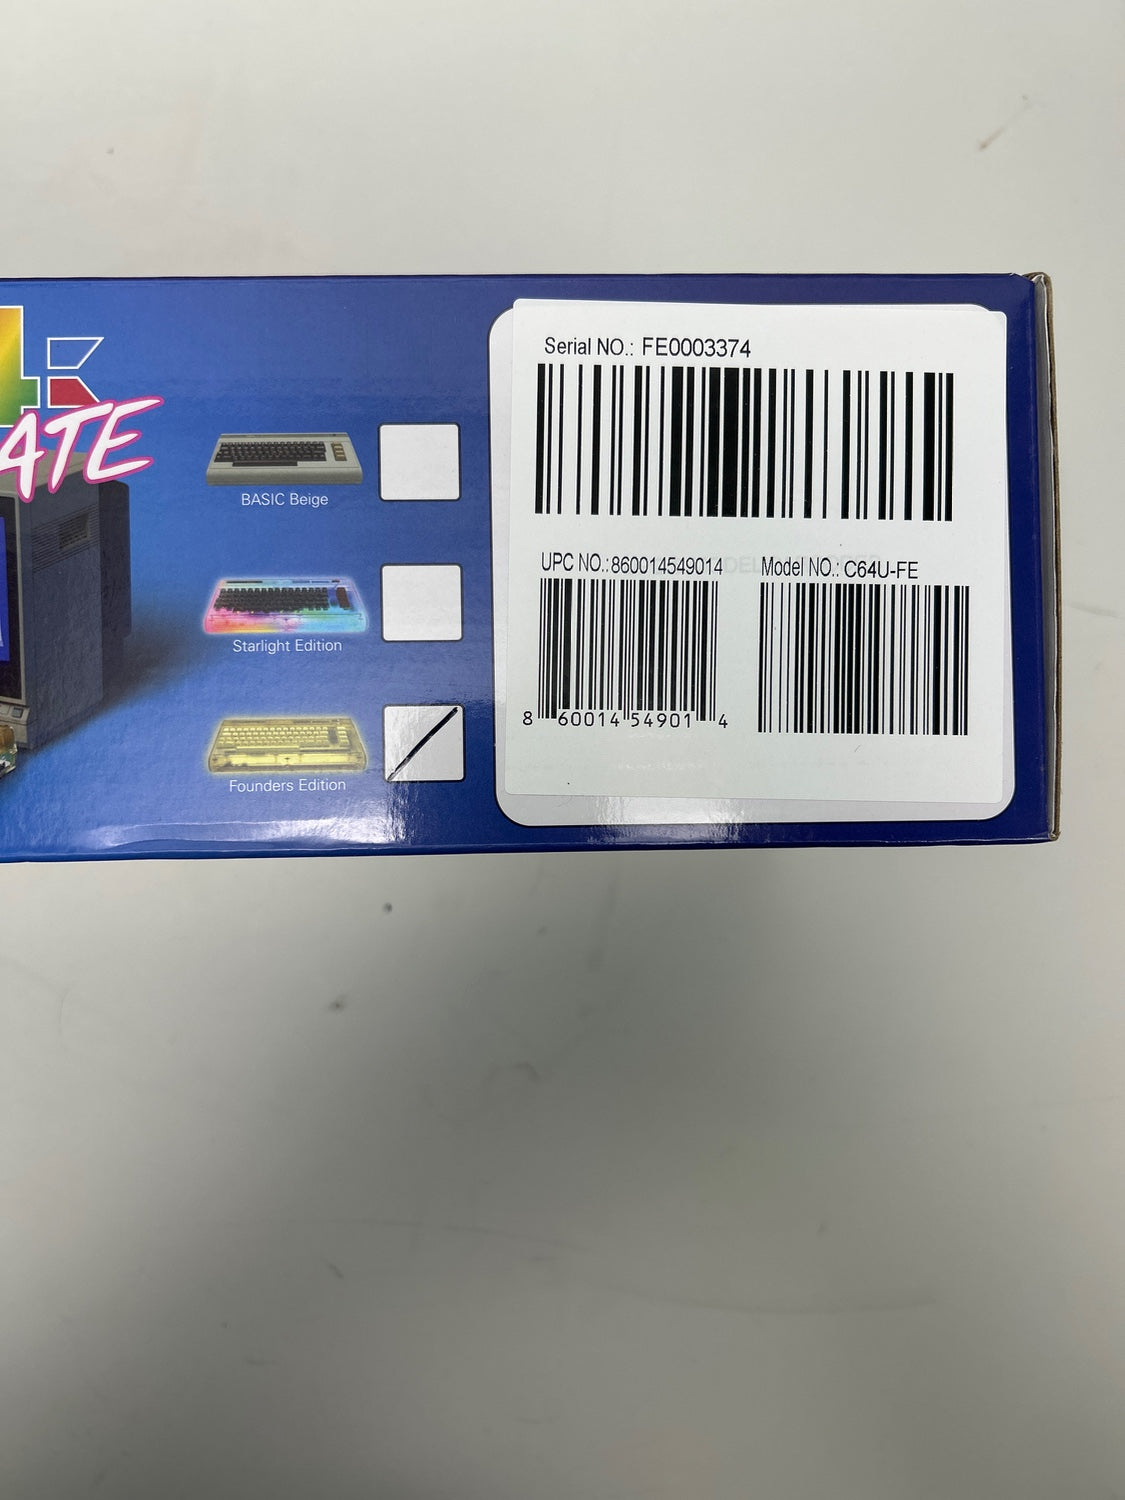 4
ATE
BASIC Beige
Starlight Edition
Founders Edition
Serial NO.: FE0003374
UPC NO.:860014549014
Model NO.: C64U-FE
8 60014 54901 4